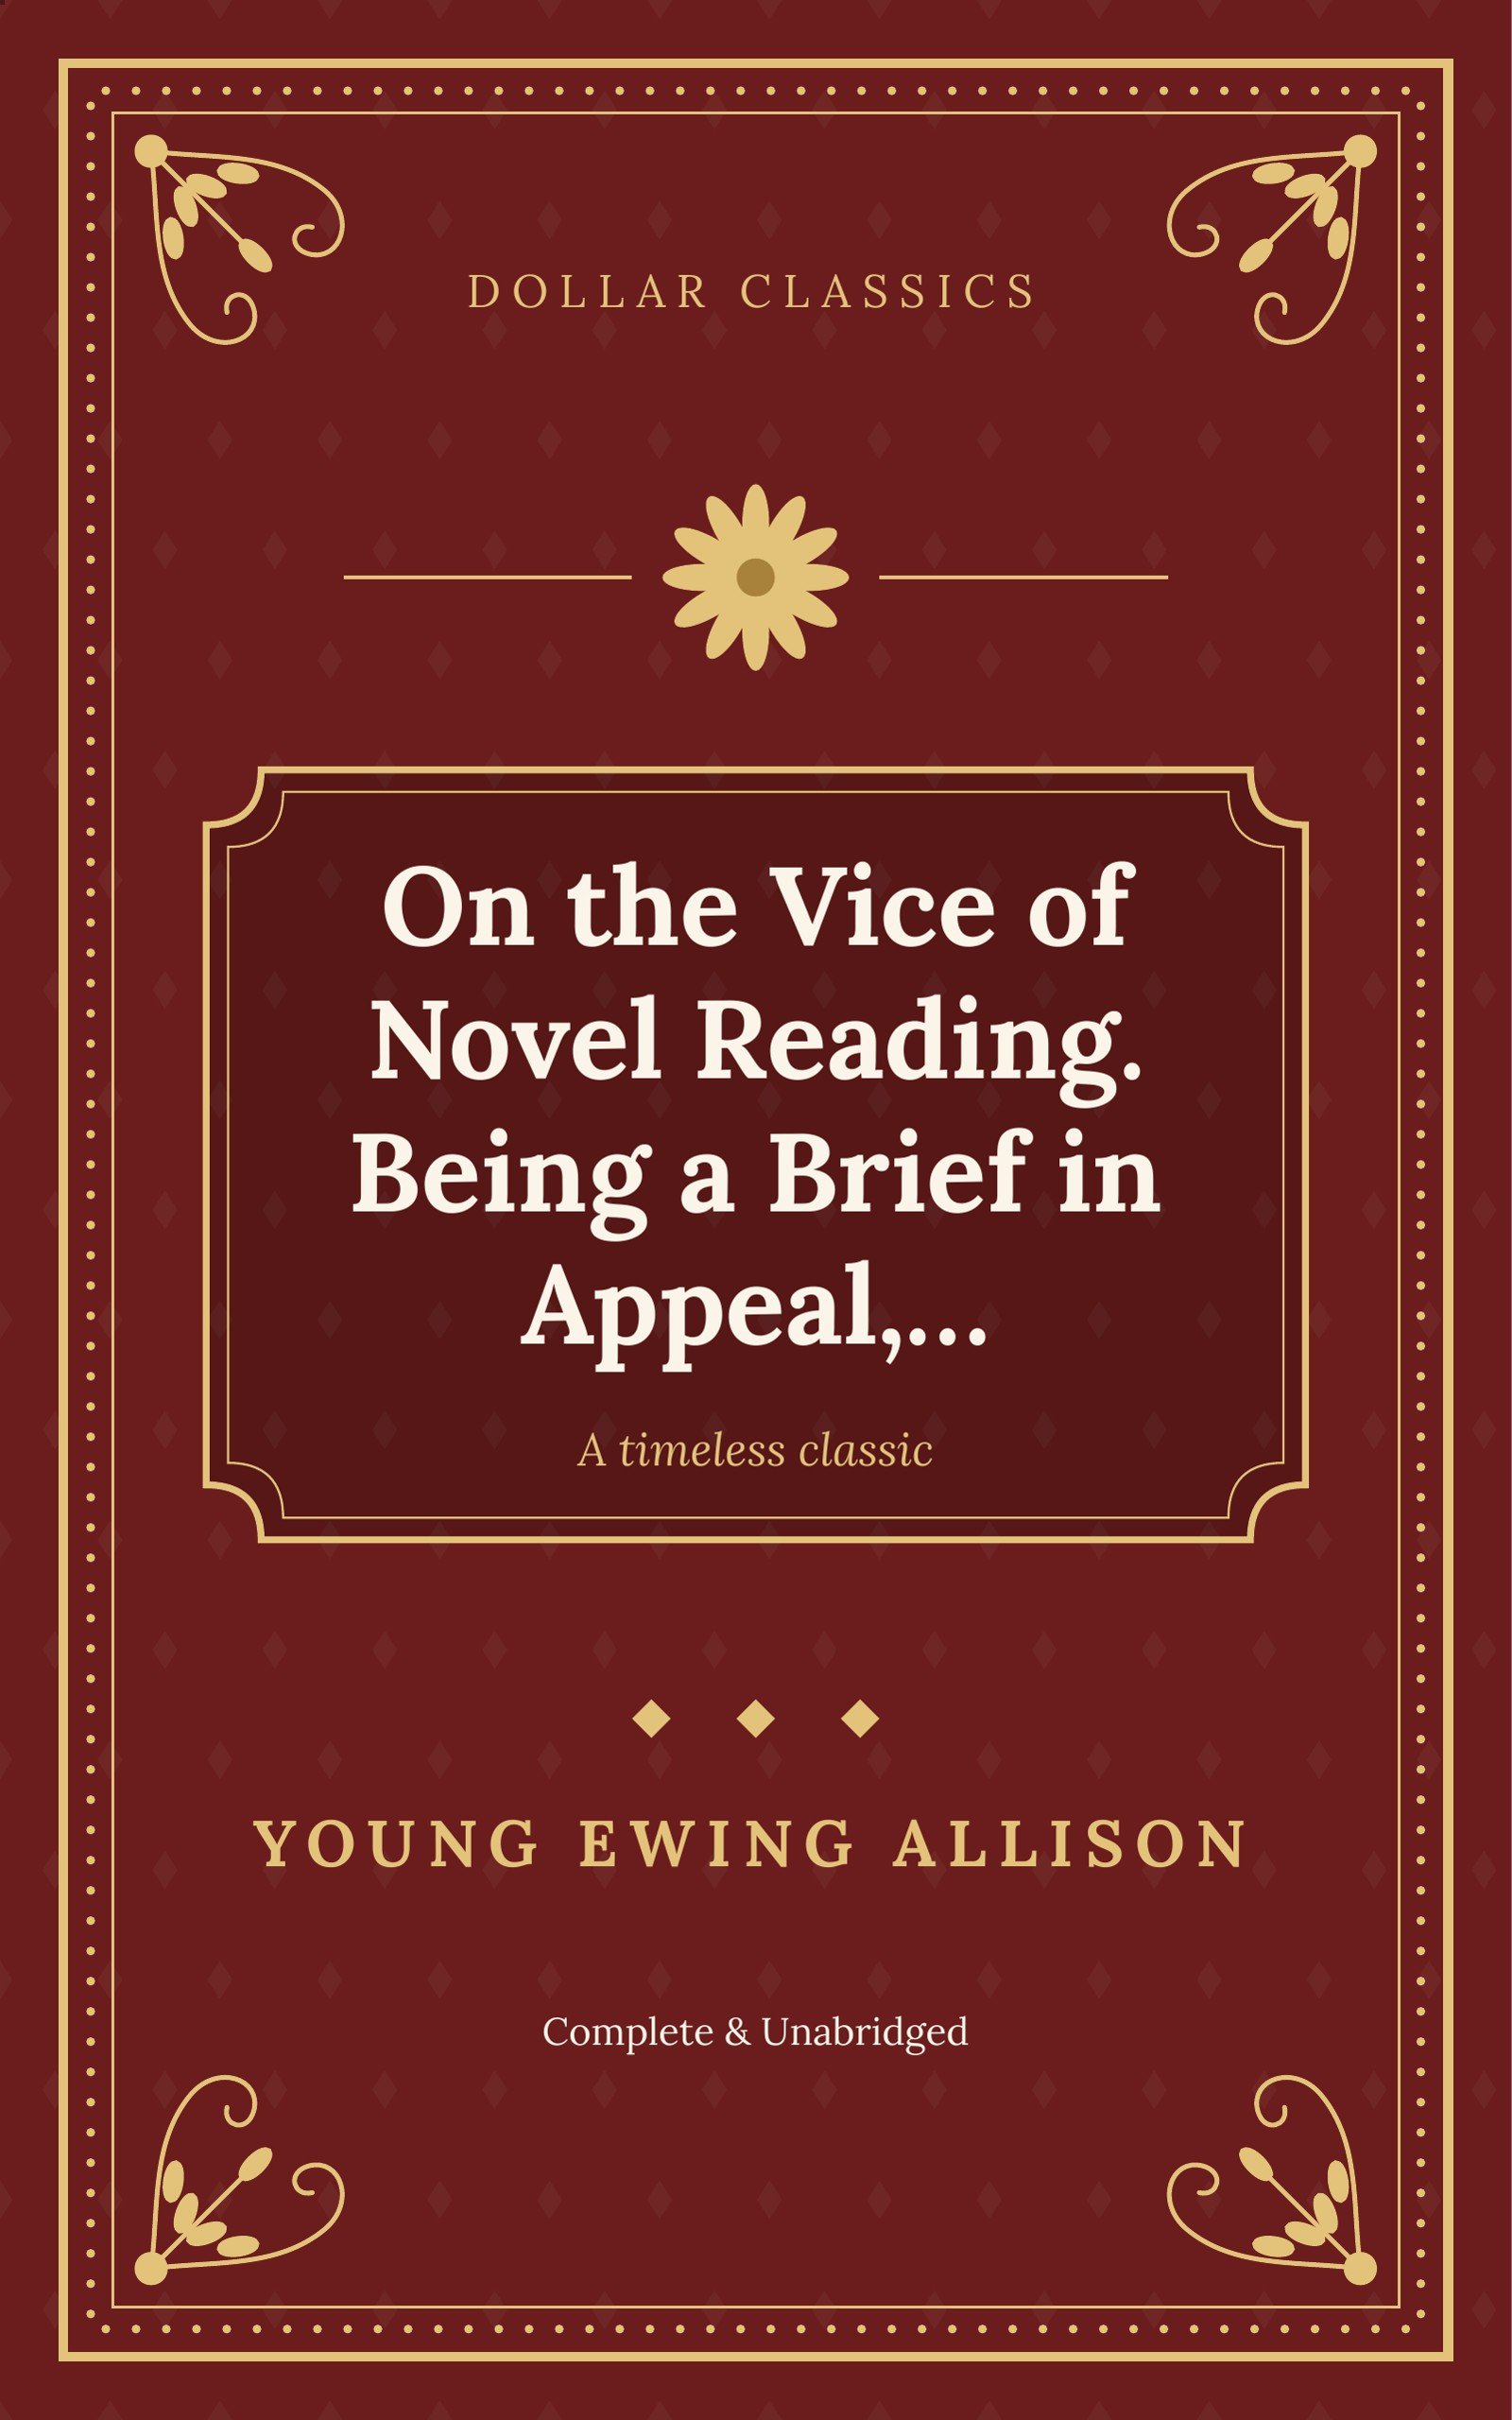 DOLLAR CLASSICS
On the Vice of
Novel Reading.
Being a Brief in
Appeal,...
A timeless classic
YOUNG EWING ALLISON
Complete & Unabridged